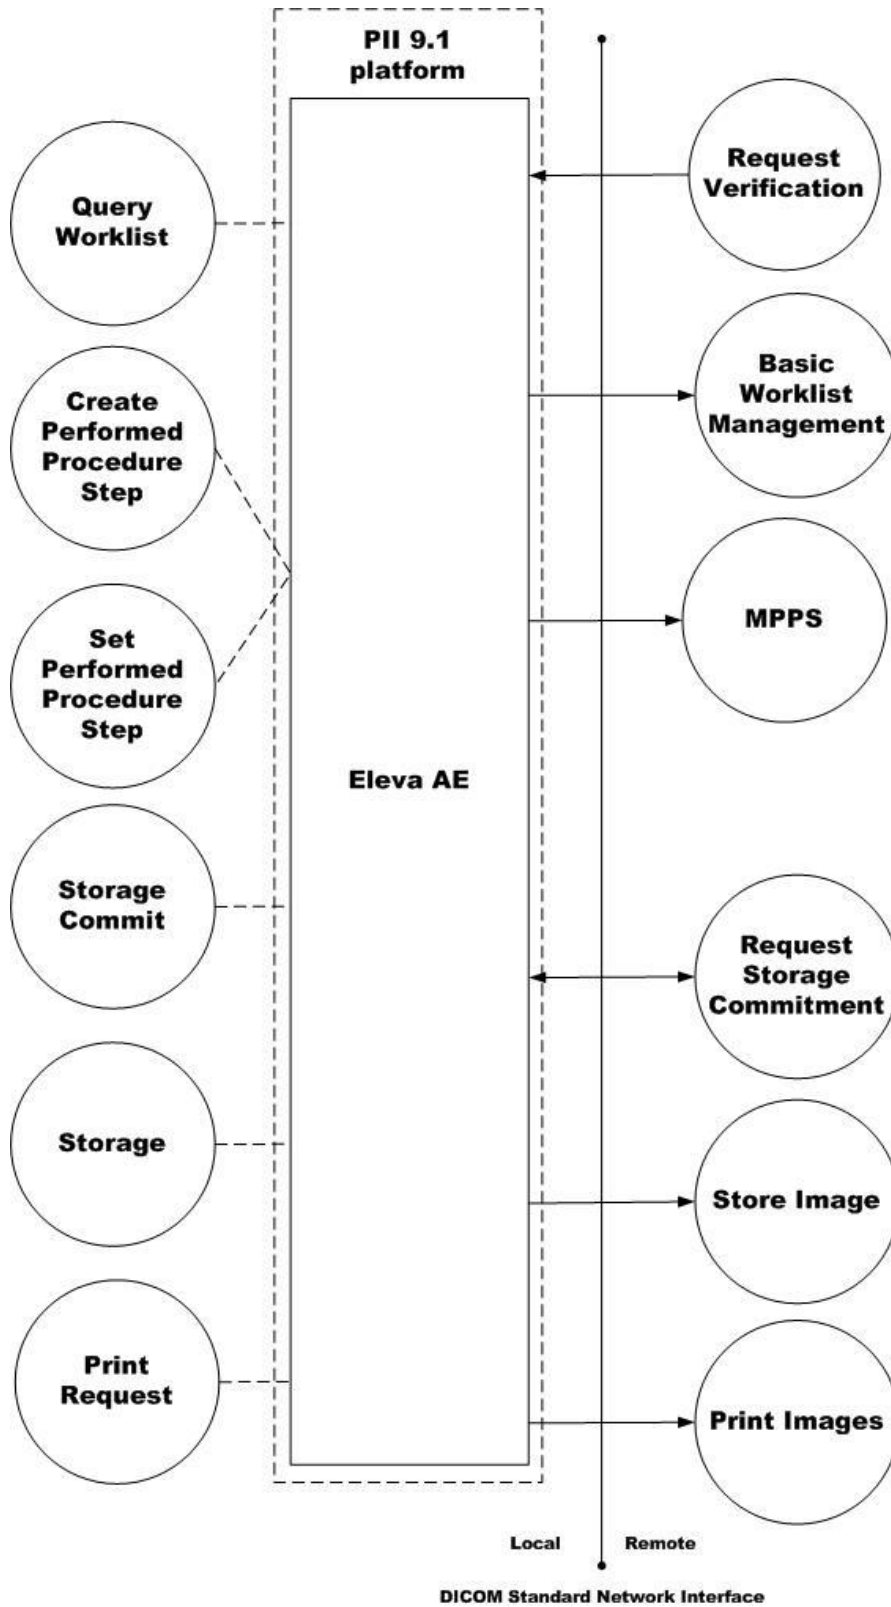 PII 9.1
platform
Query
Worklist
Create
Performed
Procedure
Step
Set
Performed
Procedure
Step
Storage
Commit
Storage
Print
Request
Eleva AE
Request
Verification
Basic
Worklist
Management
MPPS
Request
Storage
Commitment
Store Image
Print Images
Local
Remote
DICOM Standard Network Interface